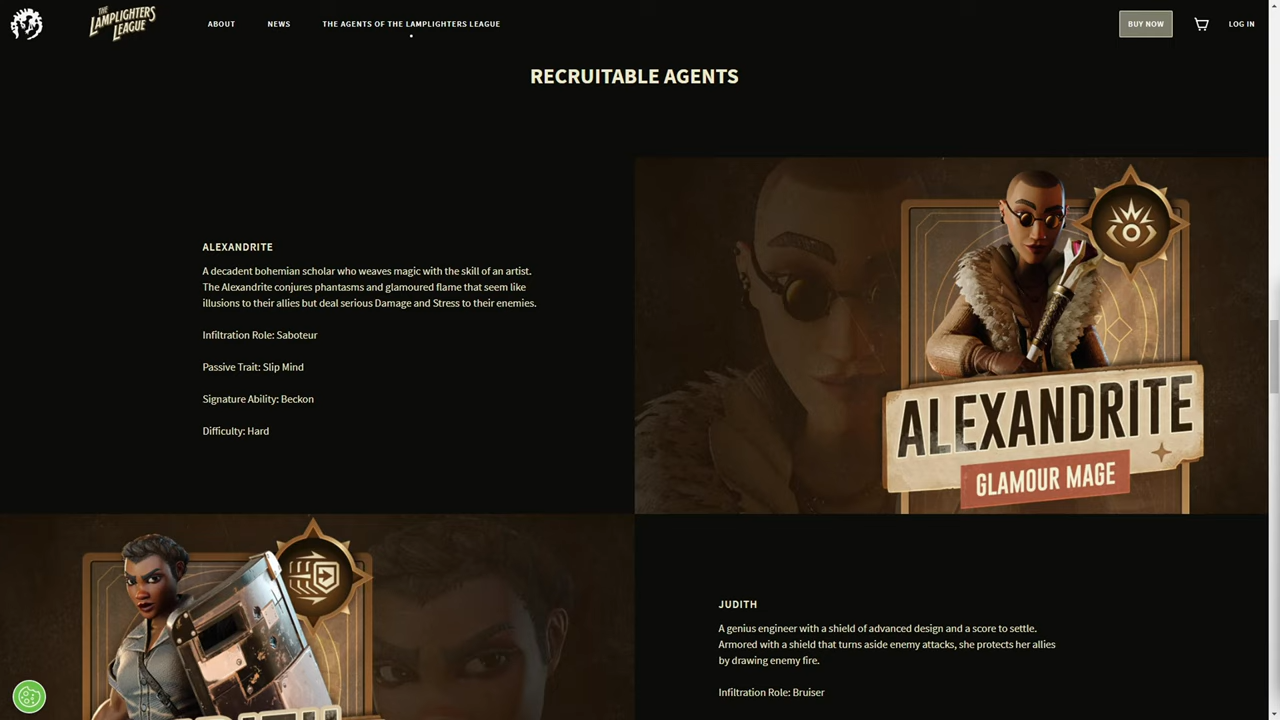 THE
LAMPLIGHTERS
LEAGUE
ABOUT
NEWS
THE AGENTS OF THE LAMPLIGHTERS LEAGUE
BUY NOW
LOG IN
RECRUITABLE AGENTS
ALEXANDRITE
A decadent bohemian scholar who weaves magic with the skill of an artist.
The Alexandrite conjures phantasms and glamoured flame that seem like
illusions to their allies but deal serious Damage and Stress to their enemies.
Infiltration Role: Saboteur
Passive Trait: Slip Mind
Signature Ability: Beckon
Difficulty: Hard
ALEXANDRITE
GLAMOUR MAGE
JUDITH
A genius engineer with a shield of advanced design and a score to settle.
Armored with a shield that turns aside enemy attacks, she protects her allies
by drawing enemy fire.
Infiltration Role: Bruiser